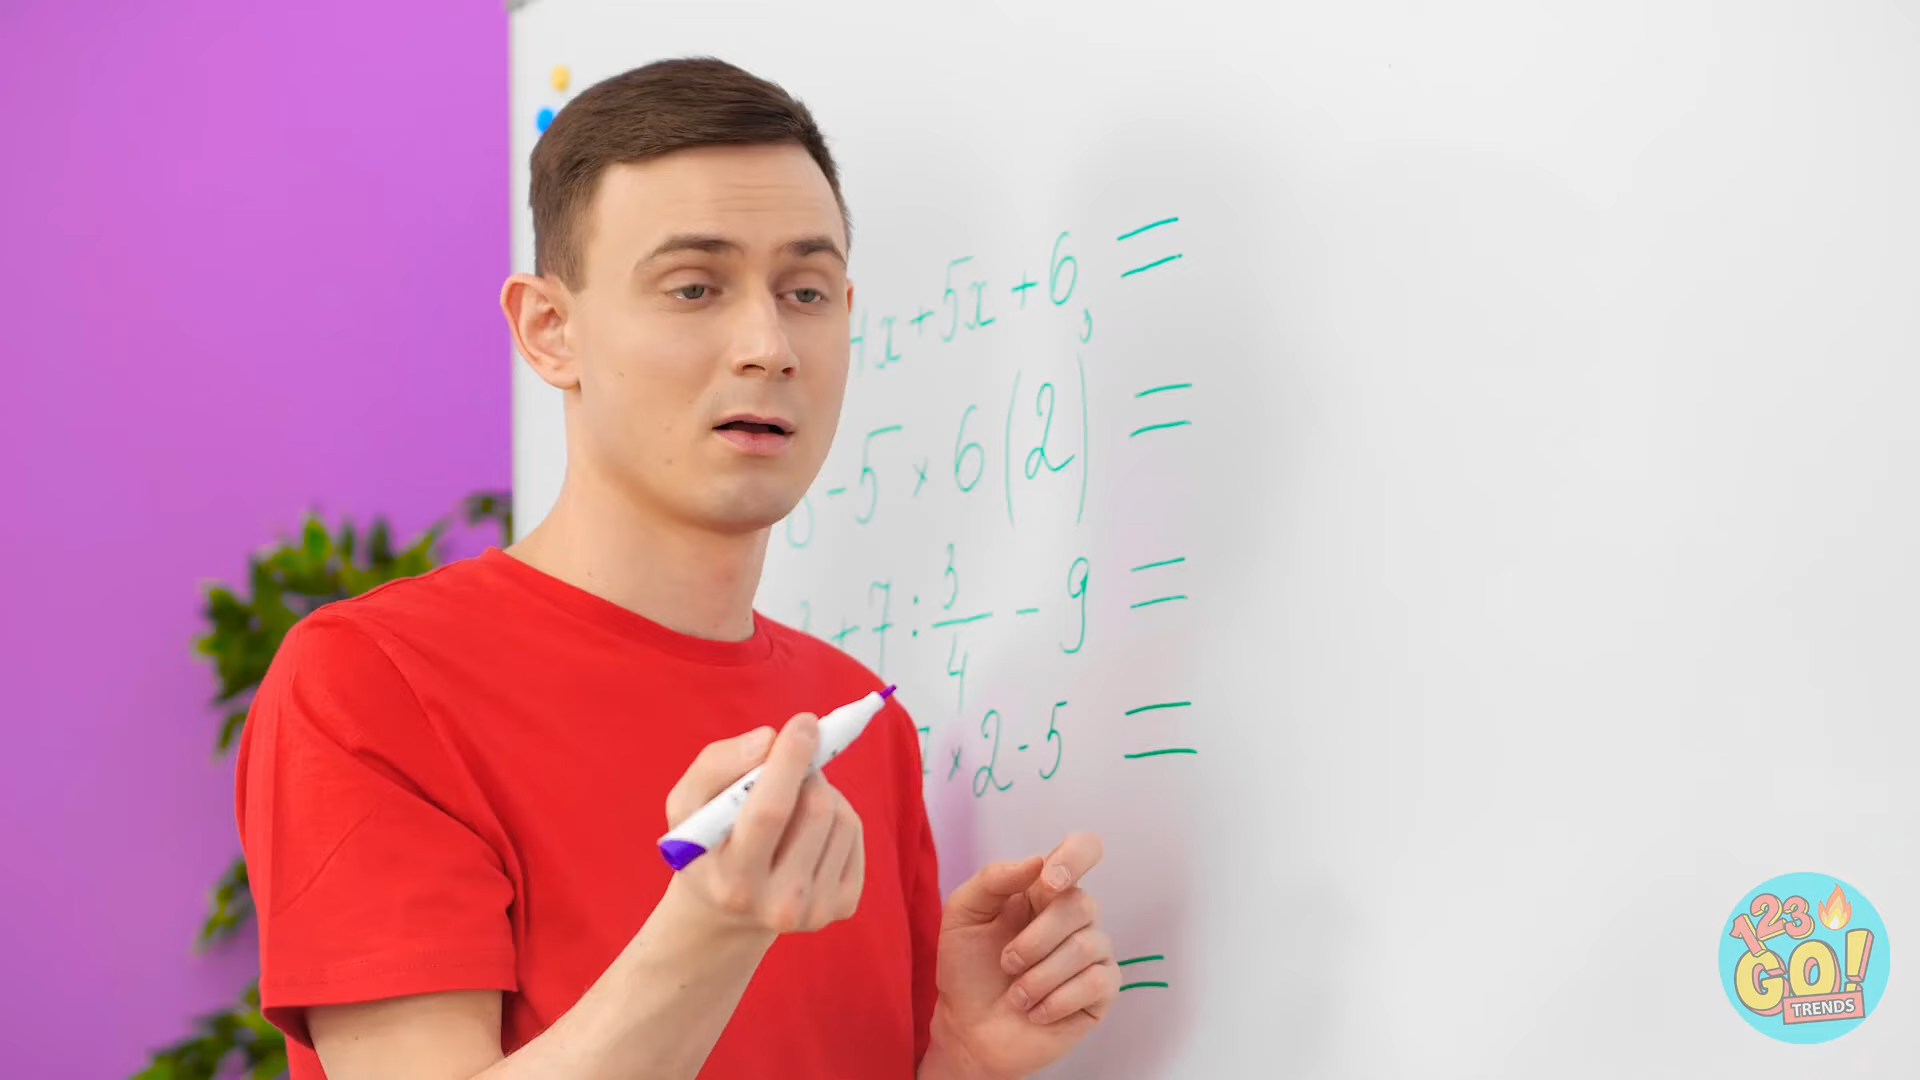 4x+5x+6,=
-5×6(2)=
+7:3/4-9=
×2-5=
=
123
GO!
TRENDS